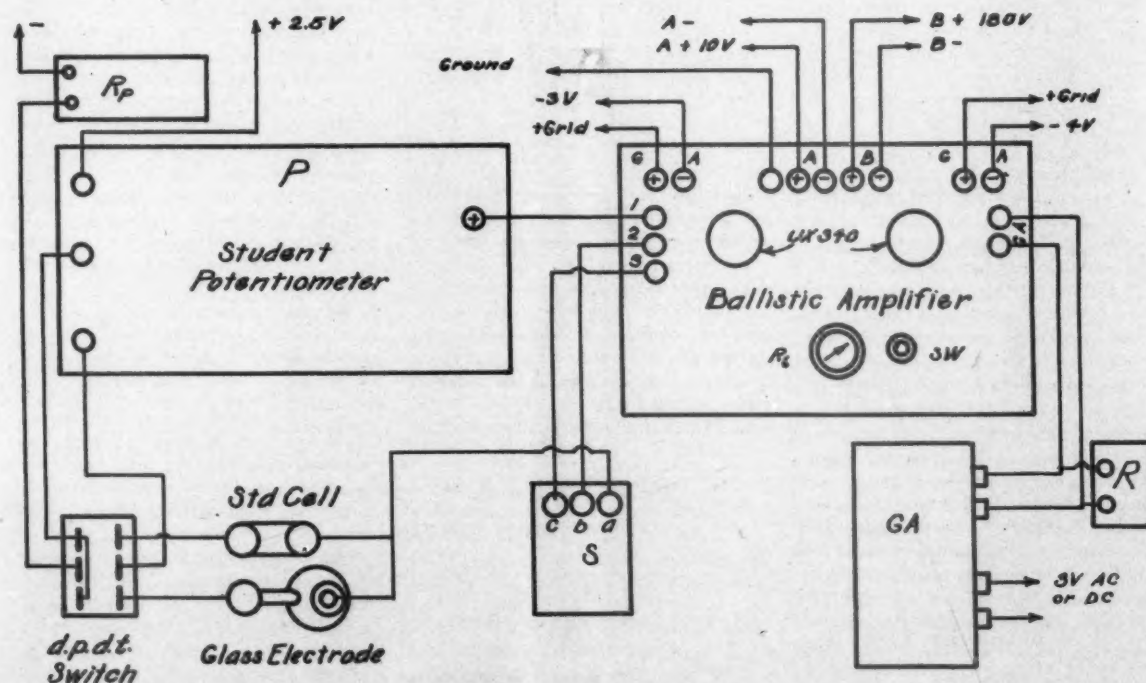 -
+ 2.5V
Rp
A -
A + 10V
B + 180V
B -
Ground
-3V
+Grid
+Grid
- 4V
P
+
Student
Potentiometer
G
A
A
B
G
A
+
-
+
-
+
-
+
-
1
2
3
UX340
GA
Ballistic Amplifier
SW
Std Cell
c
b
a
S
GA
R
3V AC
or DC
d.p.d.t.
Switch
Glass Electrode